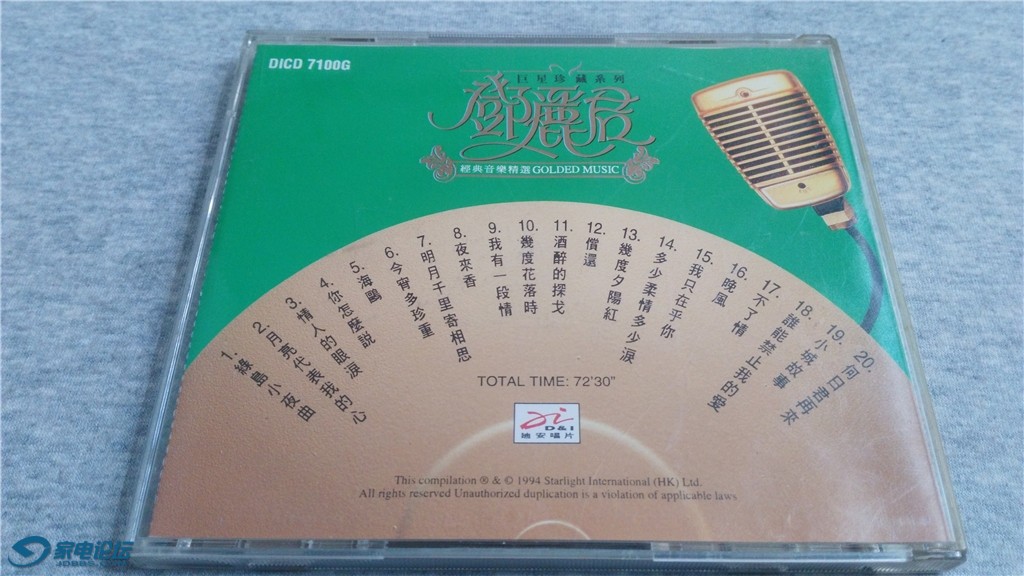 DICD 7100G
巨星珍藏系列
鄧麗君
經典音樂精選 GOLDED MUSIC
1. 綠島小夜曲
2. 月亮代表我的心
3. 情人的眼淚
4. 你怎麼說
5. 海鷗
6. 今宵多珍重
7. 明月千里寄相思
8. 夜來香
9. 我有一段情
10. 幾度花落時
11. 酒醉的探戈
12. 償還
13. 幾度夕陽紅
14. 多少柔情多少淚
15. 我只在乎你
16. 晚風
17. 不了情
18. 誰能禁止我的愛
19. 小城故事
20. 何日君再來
TOTAL TIME: 72'30"
D&I
迪安唱片
This compilation ® & © 1994 Starlight International (HK) Ltd.
All rights reserved Unauthorized duplication is a violation of applicable laws
家电论坛
JDBBS.COM